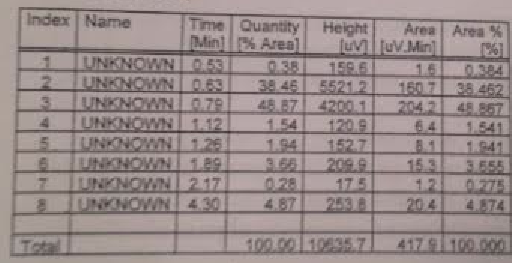 Index Name Time Quantity Height Area Area %
[Min] [% Area] [uV] [uV.Min] [%]
1 UNKNOWN 0.53 0.38 159.6 1.6 0.384
2 UNKNOWN 0.63 38.46 5521.2 160.7 38.462
3 UNKNOWN 0.79 48.87 4200.1 204.2 48.867
4 UNKNOWN 1.12 1.54 120.9 6.4 1.541
5 UNKNOWN 1.26 1.94 152.7 8.1 1.941
6 UNKNOWN 1.89 3.66 209.9 15.3 3.655
7 UNKNOWN 2.17 0.28 17.5 1.2 0.275
8 UNKNOWN 4.30 4.87 253.8 20.4 4.874
Total 100.00 10635.7 417.9 100.000